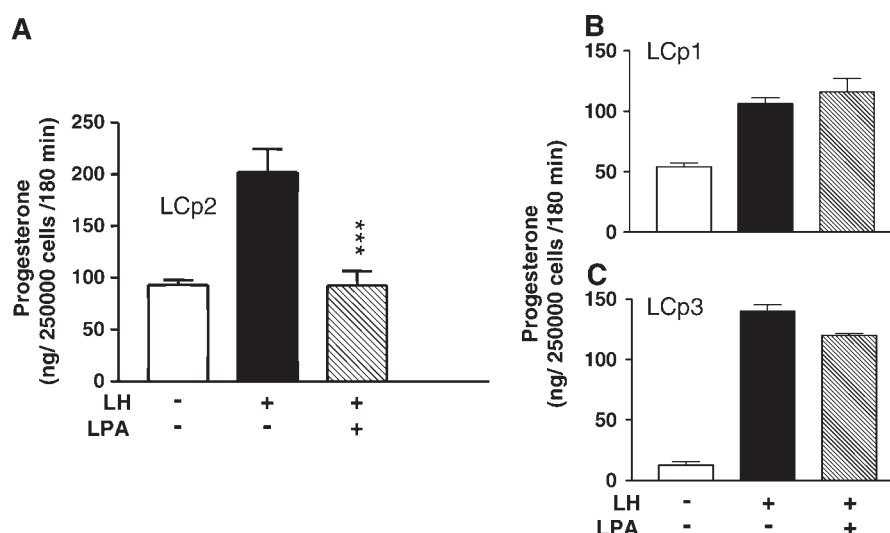 A
Progesterone
(ng/ 250000 cells /180 min)
250
200
150
100
50
0
LCp2
***
LH - + +
LPA - - +
B
LCp1
150
100
50
0
Progesterone
(ng/ 250000 cells /180 min)
C
LCp3
150
100
50
0
LH - + +
LPA - - +